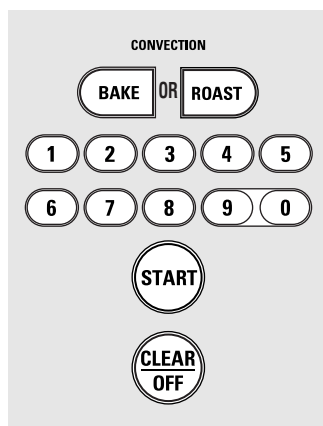 CONVECTION
BAKE OR ROAST
1 2 3 4 5
6 7 8 9 0
START
CLEAR
OFF